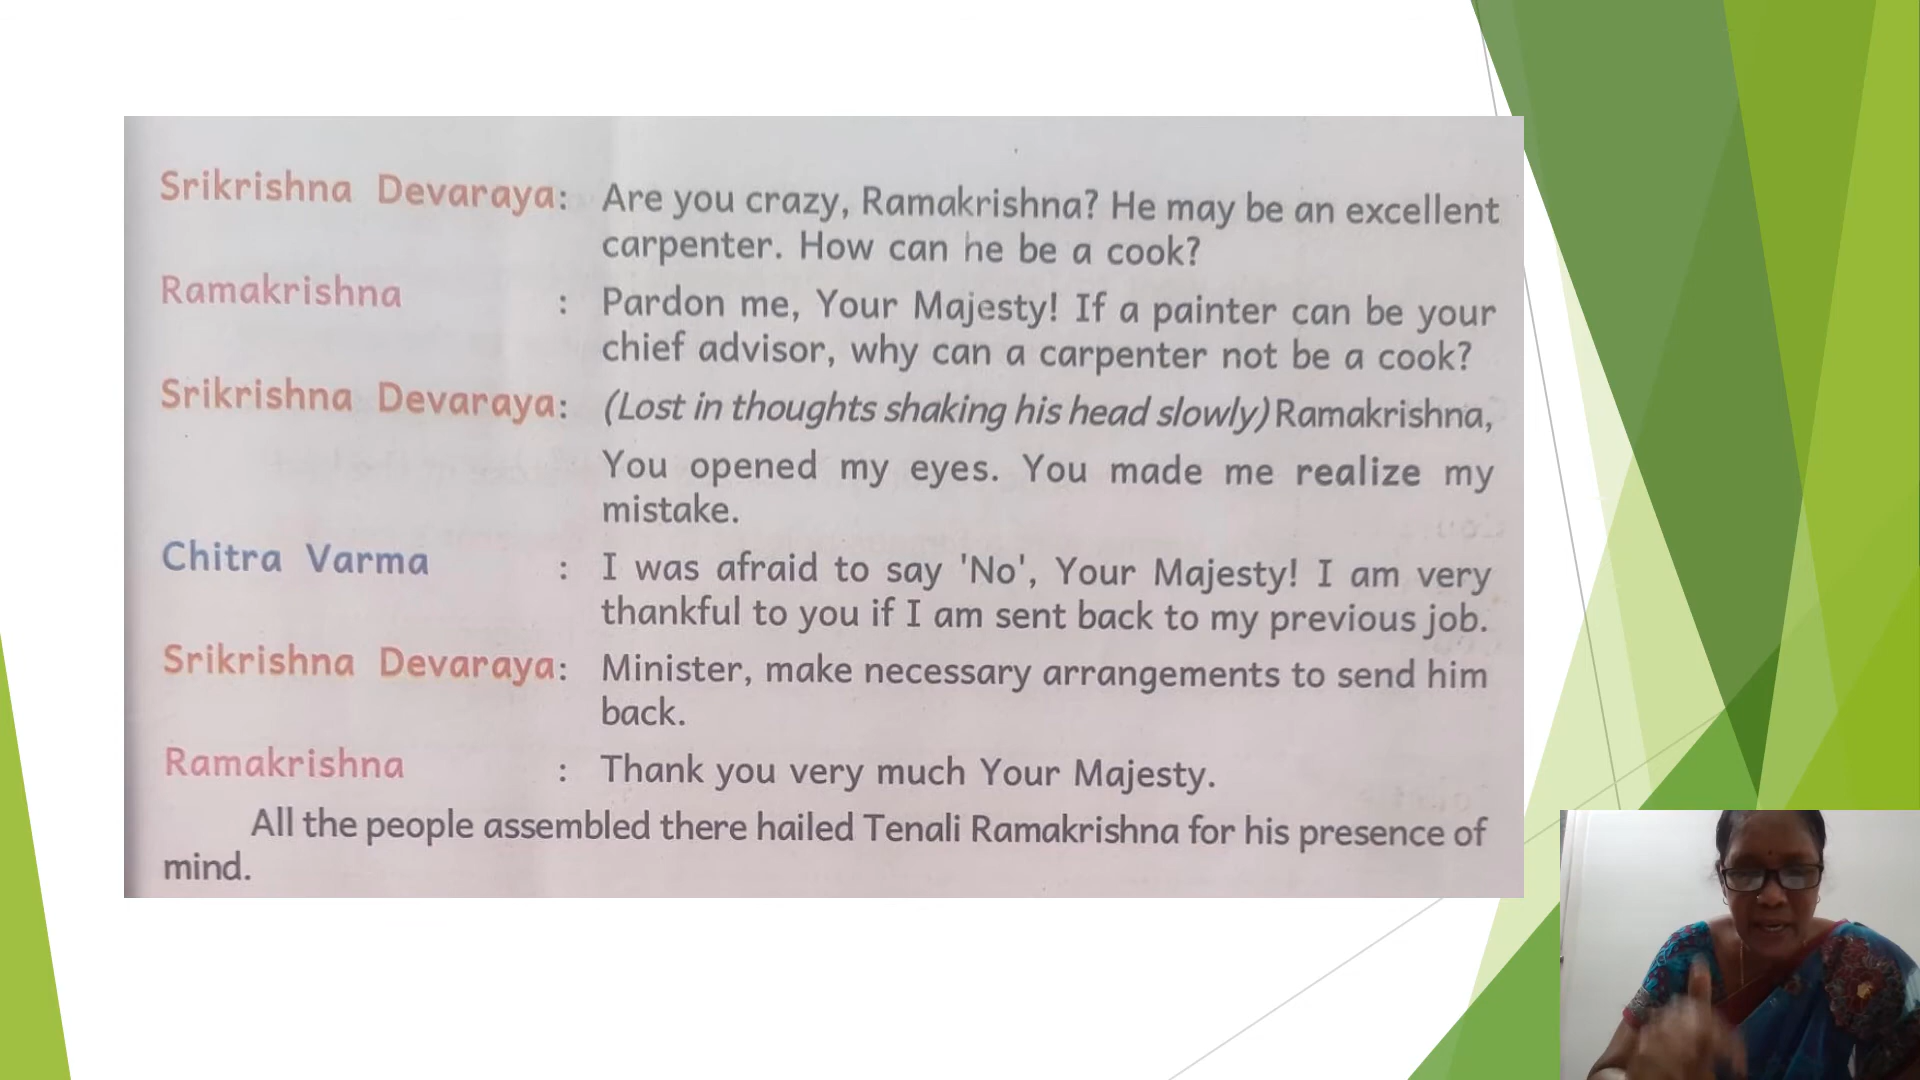 Srikrishna Devaraya: Are you crazy, Ramakrishna? He may be an excellent
carpenter. How can he be a cook?
Ramakrishna : Pardon me, Your Majesty! If a painter can be your
chief advisor, why can a carpenter not be a cook?
Srikrishna Devaraya: (Lost in thoughts shaking his head slowly) Ramakrishna,
You opened my eyes. You made me realize my
mistake.
Chitra Varma : I was afraid to say 'No', Your Majesty! I am very
thankful to you if I am sent back to my previous job.
Srikrishna Devaraya: Minister, make necessary arrangements to send him
back.
Ramakrishna : Thank you very much Your Majesty.
All the people assembled there hailed Tenali Ramakrishna for his presence of
mind.